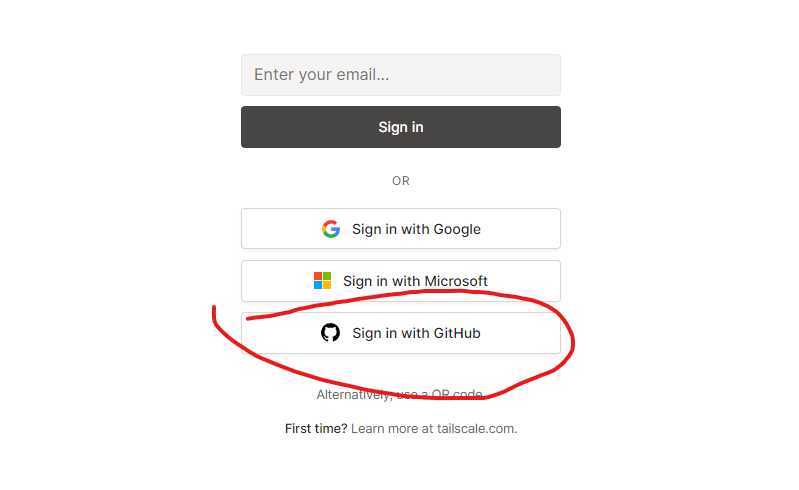 Enter your email...
Sign in
OR
Sign in with Google
Sign in with Microsoft
Sign in with GitHub
Alternatively, use a QR code.
First time? Learn more at tailscale.com.